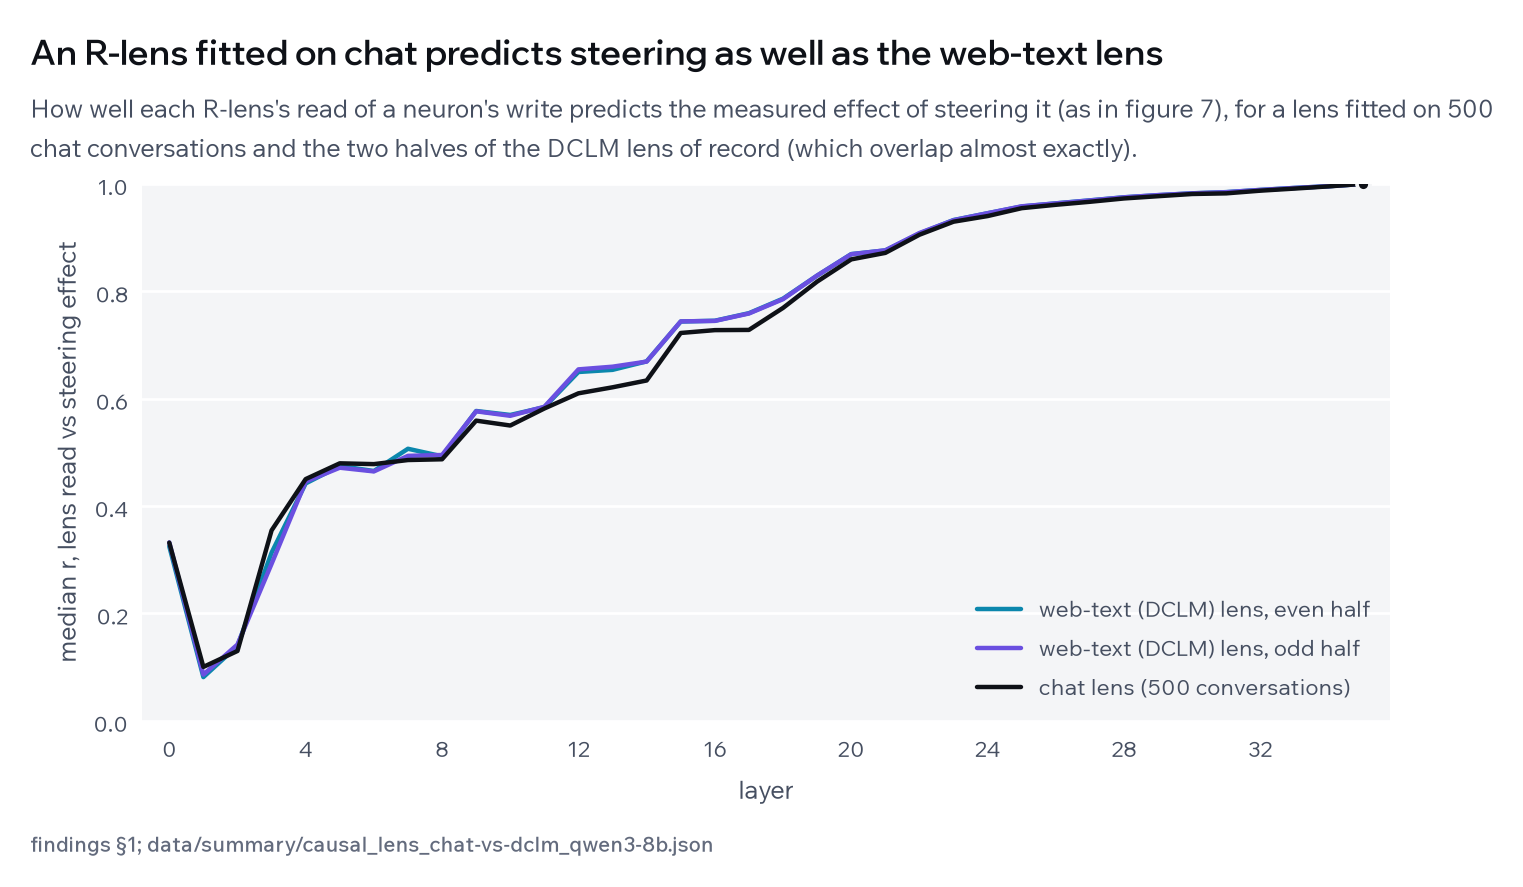 An R-lens fitted on chat predicts steering as well as the web-text lens
How well each R-lens's read of a neuron's write predicts the measured effect of steering it (as in figure 7), for a lens fitted on 500
chat conversations and the two halves of the DCLM lens of record (which overlap almost exactly).
median r, lens read vs steering effect
1.0
0.8
0.6
0.4
0.2
0.0
web-text (DCLM) lens, even half
web-text (DCLM) lens, odd half
chat lens (500 conversations)
0 4 8 12 16 20 24 28 32
layer
findings §1; data/summary/causal_lens_chat-vs-dclm_qwen3-8b.json